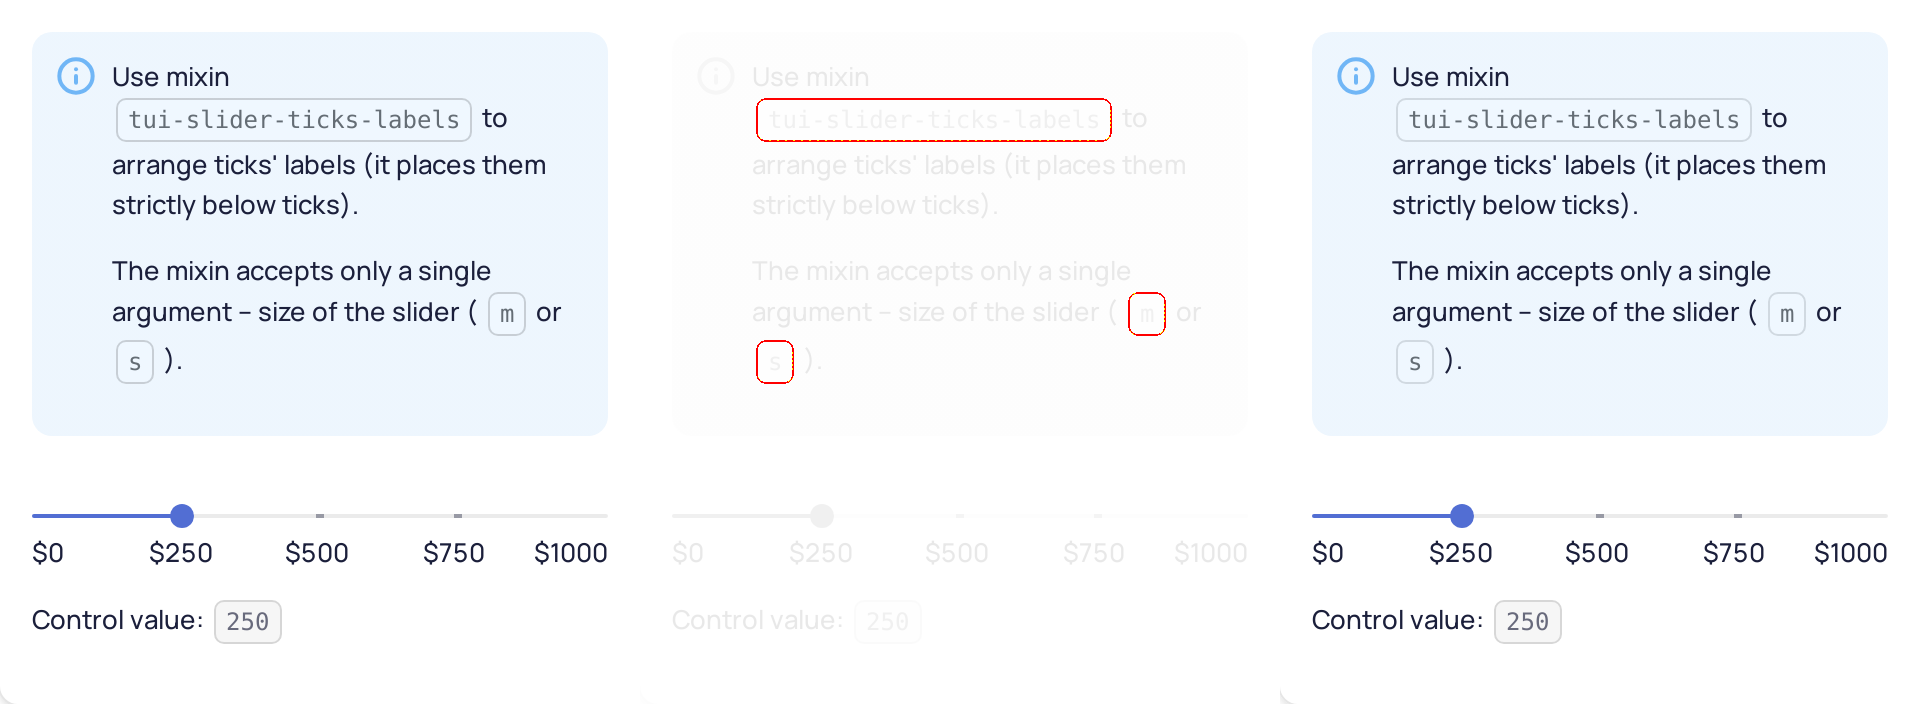 Use mixin
tui-slider-ticks-labels to
arrange ticks' labels (it places them
strictly below ticks).
The mixin accepts only a single
argument – size of the slider ( m or
s ).
$0 $250 $500 $750 $1000
Control value: 250
Use mixin
tui-slider-ticks-labels to
arrange ticks' labels (it places them
strictly below ticks).
The mixin accepts only a single
argument – size of the slider ( m or
s ).
$0 $250 $500 $750 $1000
Control value: 250
Use mixin
tui-slider-ticks-labels to
arrange ticks' labels (it places them
strictly below ticks).
The mixin accepts only a single
argument – size of the slider ( m or
s ).
$0 $250 $500 $750 $1000
Control value: 250